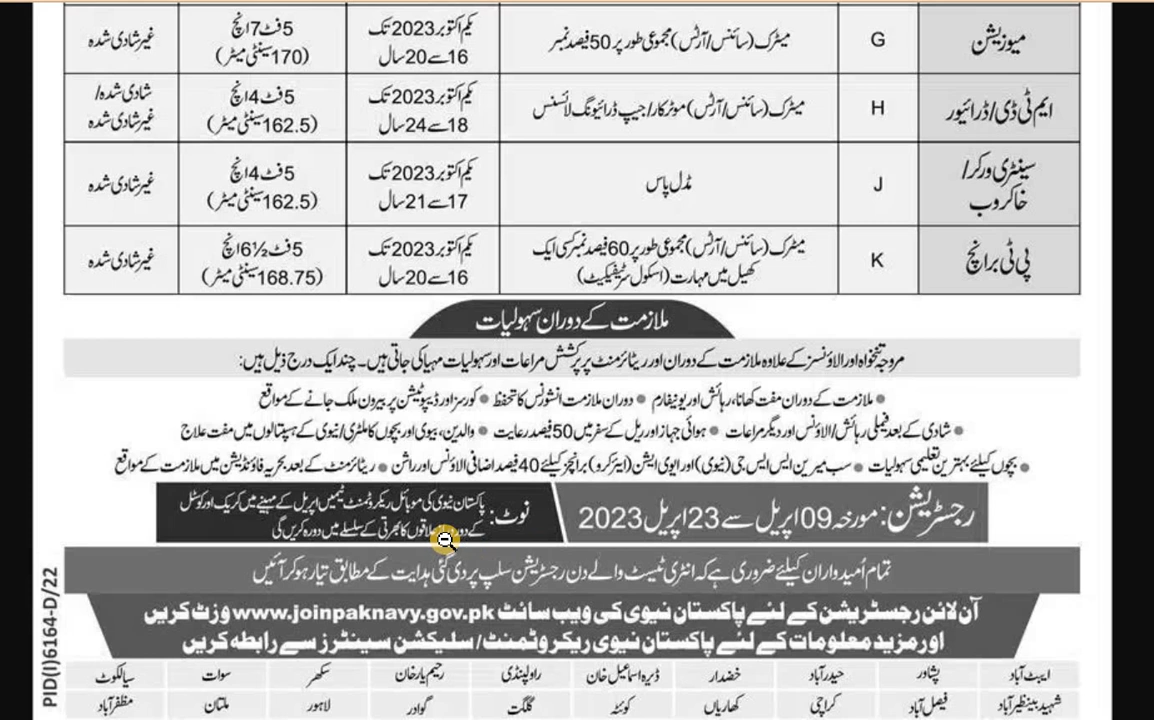 میوزیشن G میٹرک (سائنس/آرٹس) مجموعی طور پر 50 فیصد نمبر یکم اکتوبر 2023 تک 16 سے 20 سال 5 فٹ 7 انچ (170 سینٹی میٹر) غیر شادی شدہ
ایم ٹی ڈی/ڈرائیور H میٹرک (سائنس/آرٹس) موٹر کار/جیپ ڈرائیونگ لائسنس یکم اکتوبر 2023 تک 18 سے 24 سال 5 فٹ 4 انچ (162.5 سینٹی میٹر) شادی شدہ/غیر شادی شدہ
سینٹری ورکر/خاکروب J مڈل پاس یکم اکتوبر 2023 تک 17 سے 21 سال 5 فٹ 4 انچ (162.5 سینٹی میٹر) غیر شادی شدہ
پی ٹی برانچ K میٹرک (سائنس/آرٹس) مجموعی طور پر 60 فیصد نمبر کسی ایک کھیل میں مہارت (اسکول سرٹیفکیٹ) یکم اکتوبر 2023 تک 16 سے 20 سال 5 فٹ 6½ انچ (168.75 سینٹی میٹر) غیر شادی شدہ
ملازمت کے دوران سہولیات
مروجہ تنخواہ اور الاؤنسز کے علاوہ ملازمت کے دوران اور ریٹائرمنٹ پر پرکشش مراعات اور سہولیات مہیا کی جاتی ہیں۔ چند ایک درج ذیل ہیں:
● ملازمت کے دوران مفت کھانا، رہائش اور یونیفارم ● دوران ملازمت انشورنس کا تحفظ ● کورسز اور ڈیپوٹیشن پر بیرون ملک جانے کے مواقع
● شادی کے بعد فیملی رہائش/الاؤنس اور دیگر مراعات ● ہوائی جہاز اور ریل کے سفر میں 50 فیصد رعایت ● والدین، بیوی اور بچوں کا ملٹری/نیوی کے ہسپتالوں میں مفت علاج
● بچوں کیلئے بہترین تعلیمی سہولیات ● سب میرین ایس ایس جی (نیوی) اور ایوی ایشن (ایئر کرو) برانچز کیلئے 40 فیصد اضافی الاؤنس اور راشن ● ریٹائرمنٹ کے بعد بحریہ فاؤنڈیشن میں ملازمت کے مواقع
رجسٹریشن: مورخہ 09 اپریل سے 23 اپریل 2023
نوٹ: پاکستان نیوی کی موبائل ریکروٹمنٹ ٹیمیں اپریل کے مہینے میں کریک اور کوسٹل
کے دور علاقوں کا بھرتی کے سلسلے میں دورہ کریں گی
تمام اُمیدواران کیلئے ضروری ہے کہ انٹری ٹیسٹ والے دن رجسٹریشن سلپ پر دی گئی ہدایت کے مطابق تیار ہو کر آئیں
آن لائن رجسٹریشن کے لئے پاکستان نیوی کی ویب سائٹ www.joinpaknavy.gov.pk وزٹ کریں
اور مزید معلومات کے لئے پاکستان نیوی ریکروٹمنٹ/سلیکشن سینٹرز سے رابطہ کریں
ایبٹ آباد پشاور حیدرآباد خضدار ڈیرہ اسماعیل خان راولپنڈی رحیم یار خان سکھر سوات سیالکوٹ
شہید بینظیر آباد فیصل آباد کراچی کھاریاں کوئٹہ گلگت گوادر لاہور ملتان مظفر آباد
PID(I)6164-D/22